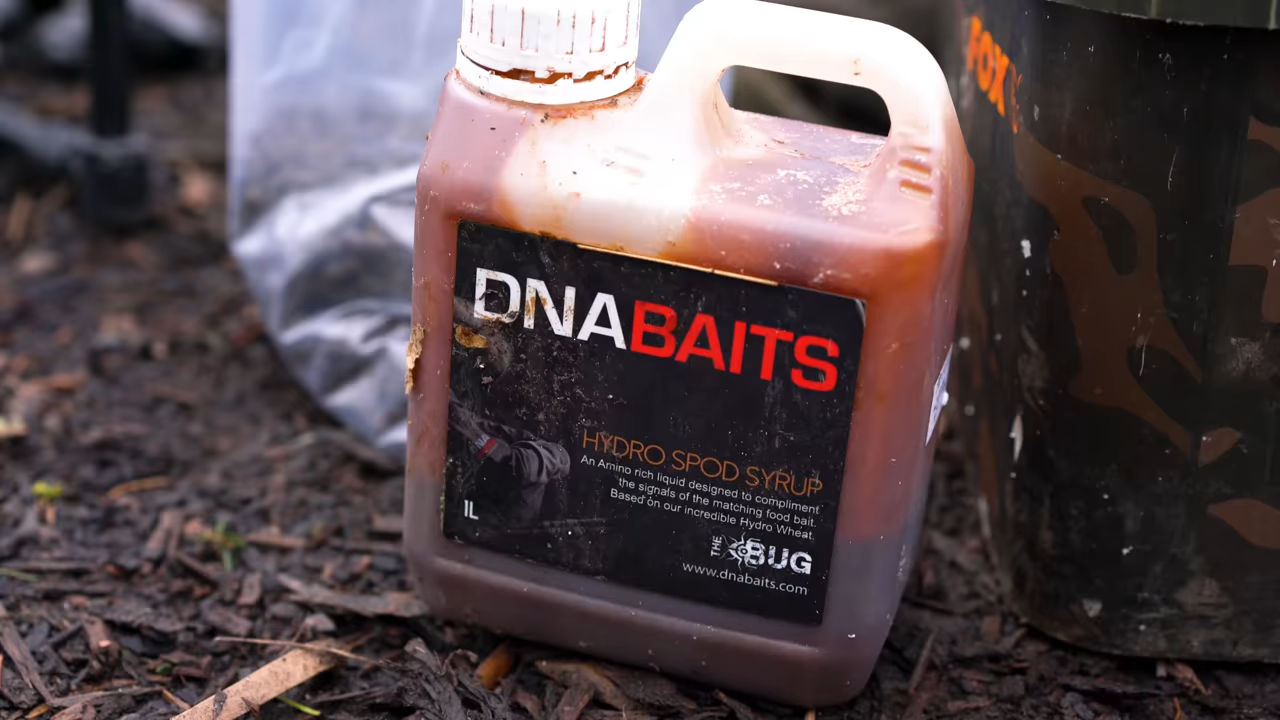 FOX
DNABAITS
HYDRO SPOD SYRUP
An Amino rich liquid designed to compliment
the signals of the matching food bait.
Based on our incredible Hydro Wheat.
1L
THE BUG
www.dnabaits.com